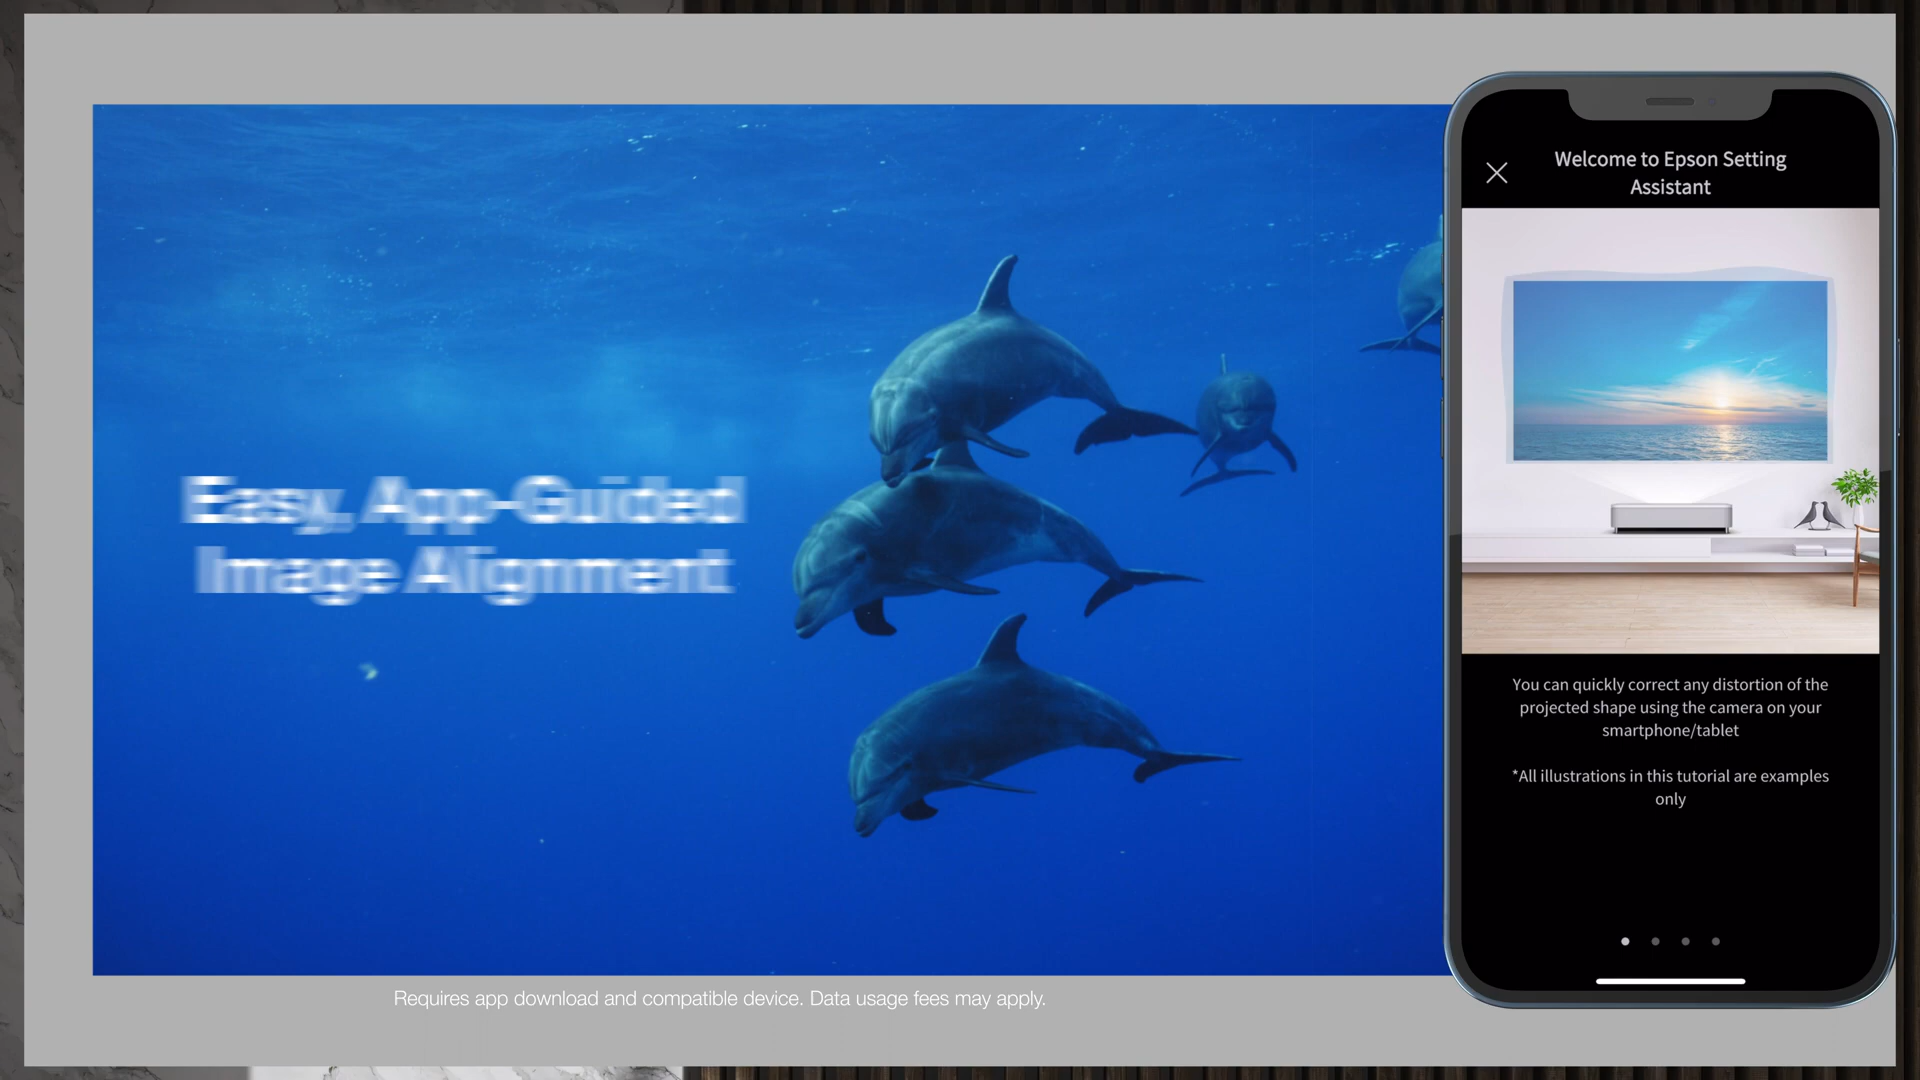 Easy, App-Guided
Image Alignment
Welcome to Epson Setting
Assistant
You can quickly correct any distortion of the
projected shape using the camera on your
smartphone/tablet
*All illustrations in this tutorial are examples
only
Requires app download and compatible device. Data usage fees may apply.